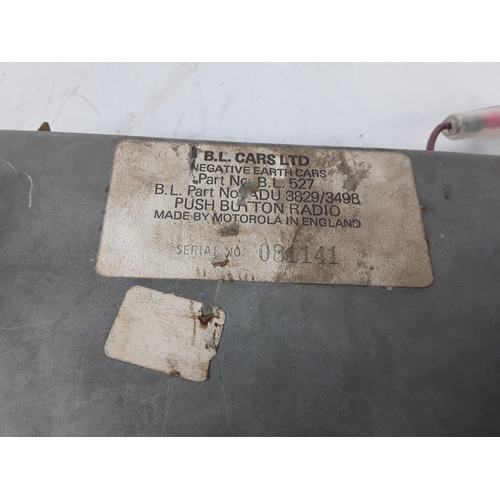 B.L. CARS LTD
NEGATIVE EARTH CARS
Part No. B.L. 527
B.L. Part No. ADU 3829/3498
PUSH BUTTON RADIO
MADE BY MOTOROLA IN ENGLAND
SERIAL NO. 081141